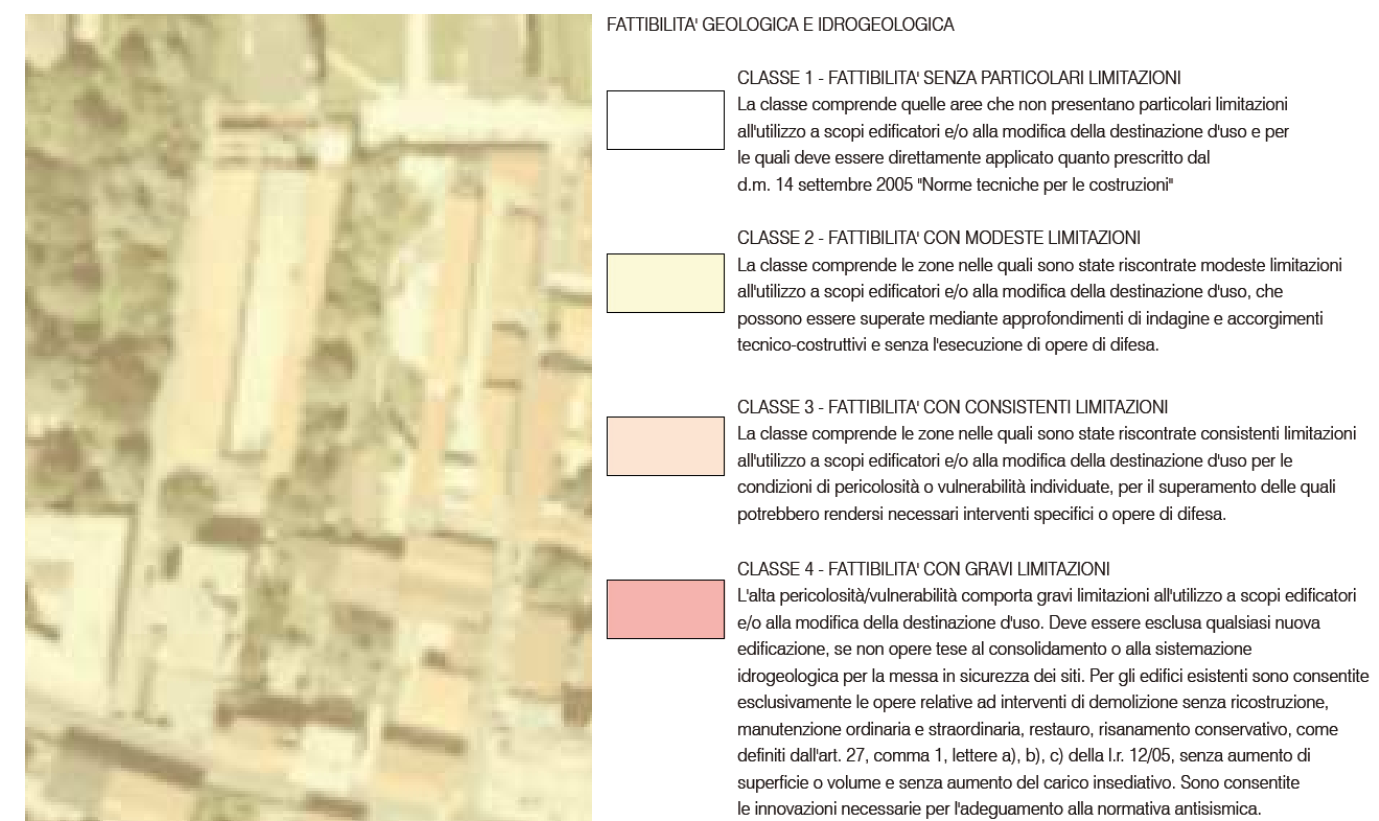 FATTIBILITA' GEOLOGICA E IDROGEOLOGICA
CLASSE 1 - FATTIBILITA' SENZA PARTICOLARI LIMITAZIONI
La classe comprende quelle aree che non presentano particolari limitazioni
all'utilizzo a scopi edificatori e/o alla modifica della destinazione d'uso e per
le quali deve essere direttamente applicato quanto prescritto dal
d.m. 14 settembre 2005 "Norme tecniche per le costruzioni"
CLASSE 2 - FATTIBILITA' CON MODESTE LIMITAZIONI
La classe comprende le zone nelle quali sono state riscontrate modeste limitazioni
all'utilizzo a scopi edificatori e/o alla modifica della destinazione d'uso, che
possono essere superate mediante approfondimenti di indagine e accorgimenti
tecnico-costruttivi e senza l'esecuzione di opere di difesa.
CLASSE 3 - FATTIBILITA' CON CONSISTENTI LIMITAZIONI
La classe comprende le zone nelle quali sono state riscontrate consistenti limitazioni
all'utilizzo a scopi edificatori e/o alla modifica della destinazione d'uso per le
condizioni di pericolosità o vulnerabilità individuate, per il superamento delle quali
potrebbero rendersi necessari interventi specifici o opere di difesa.
CLASSE 4 - FATTIBILITA' CON GRAVI LIMITAZIONI
L'alta pericolosità/vulnerabilità comporta gravi limitazioni all'utilizzo a scopi edificatori
e/o alla modifica della destinazione d'uso. Deve essere esclusa qualsiasi nuova
edificazione, se non opere tese al consolidamento o alla sistemazione
idrogeologica per la messa in sicurezza dei siti. Per gli edifici esistenti sono consentite
esclusivamente le opere relative ad interventi di demolizione senza ricostruzione,
manutenzione ordinaria e straordinaria, restauro, risanamento conservativo, come
definiti dall'art. 27, comma 1, lettere a), b), c) della l.r. 12/05, senza aumento di
superficie o volume e senza aumento del carico insediativo. Sono consentite
le innovazioni necessarie per l'adeguamento alla normativa antisismica.